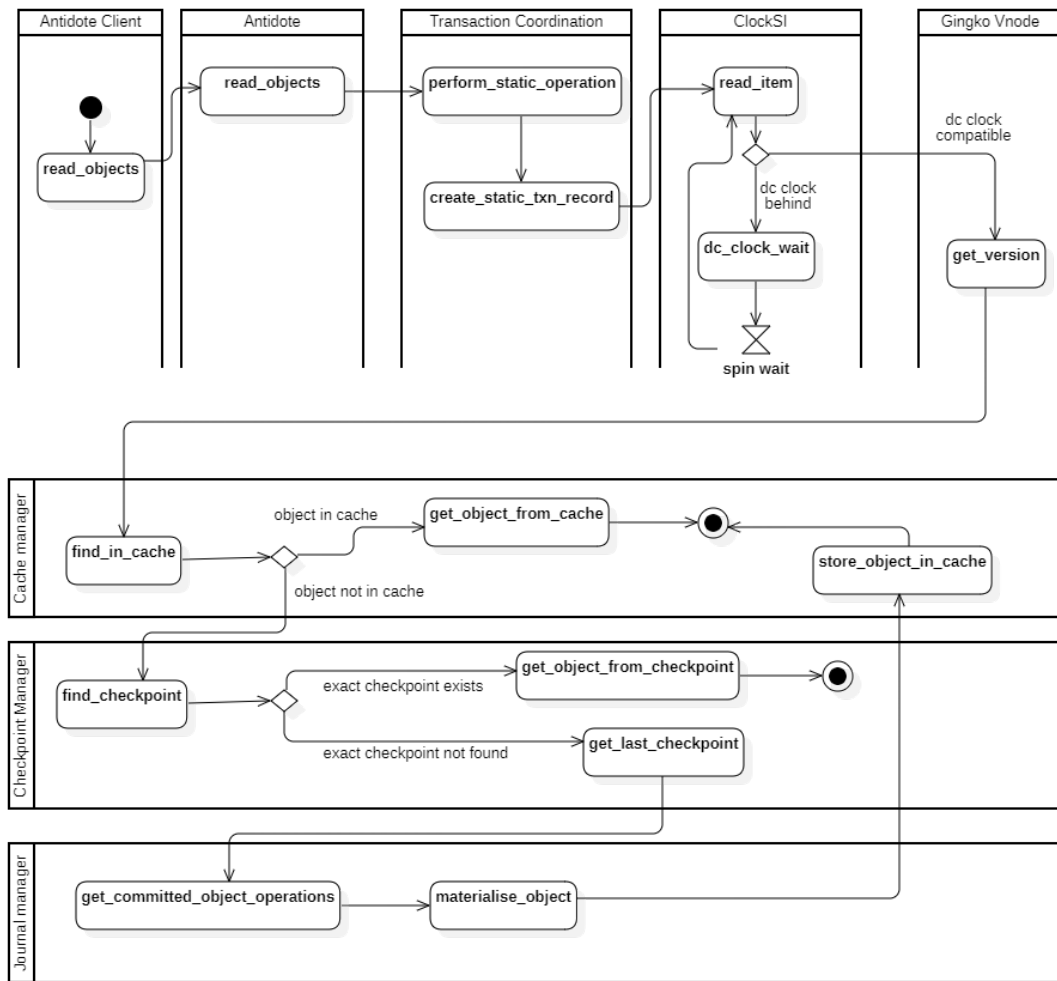 Antidote Client
Antidote
Transaction Coordination
ClockSI
Gingko Vnode
read_objects
perform_static_operation
read_item
dc clock
compatible
read_objects
create_static_txn_record
dc clock
behind
dc_clock_wait
get_version
spin wait
Cache manager
object in cache
get_object_from_cache
find_in_cache
store_object_in_cache
object not in cache
Checkpoint Manager
find_checkpoint
exact checkpoint exists
get_object_from_checkpoint
exact checkpoint not found
get_last_checkpoint
Journal manager
get_committed_object_operations
materialise_object